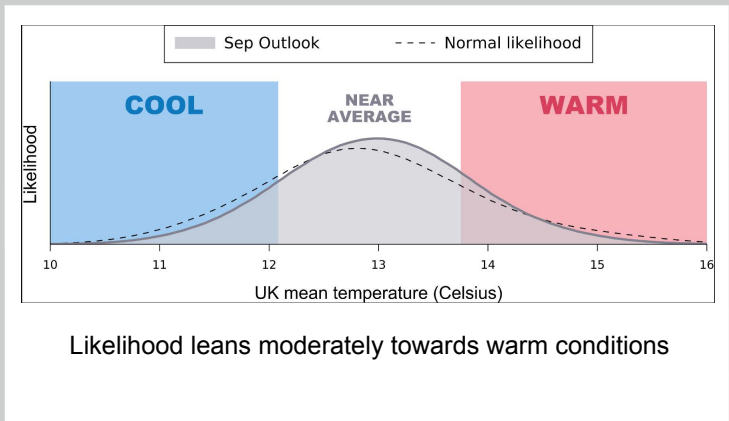 Sep Outlook
Normal likelihood
COOL
NEAR
AVERAGE
WARM
Likelihood
10 11 12 13 14 15 16
UK mean temperature (Celsius)
Likelihood leans moderately towards warm conditions